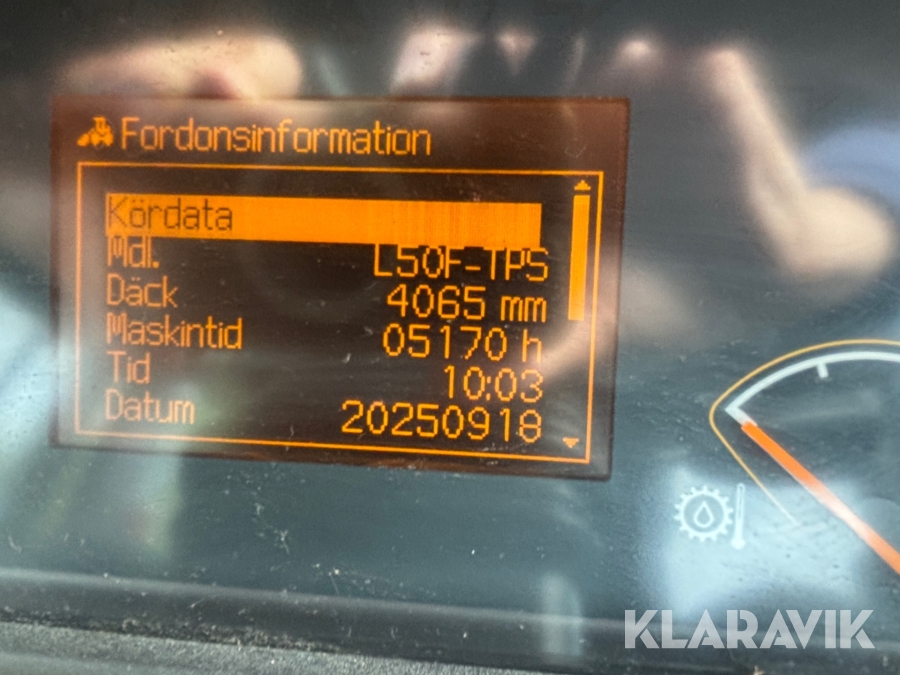 Fordonsinformation
Kördata
Mdl. L50F-TPS
Däck 4065 mm
Maskintid 05170 h
Tid 10:03
Datum 20250918
KLARAVIK